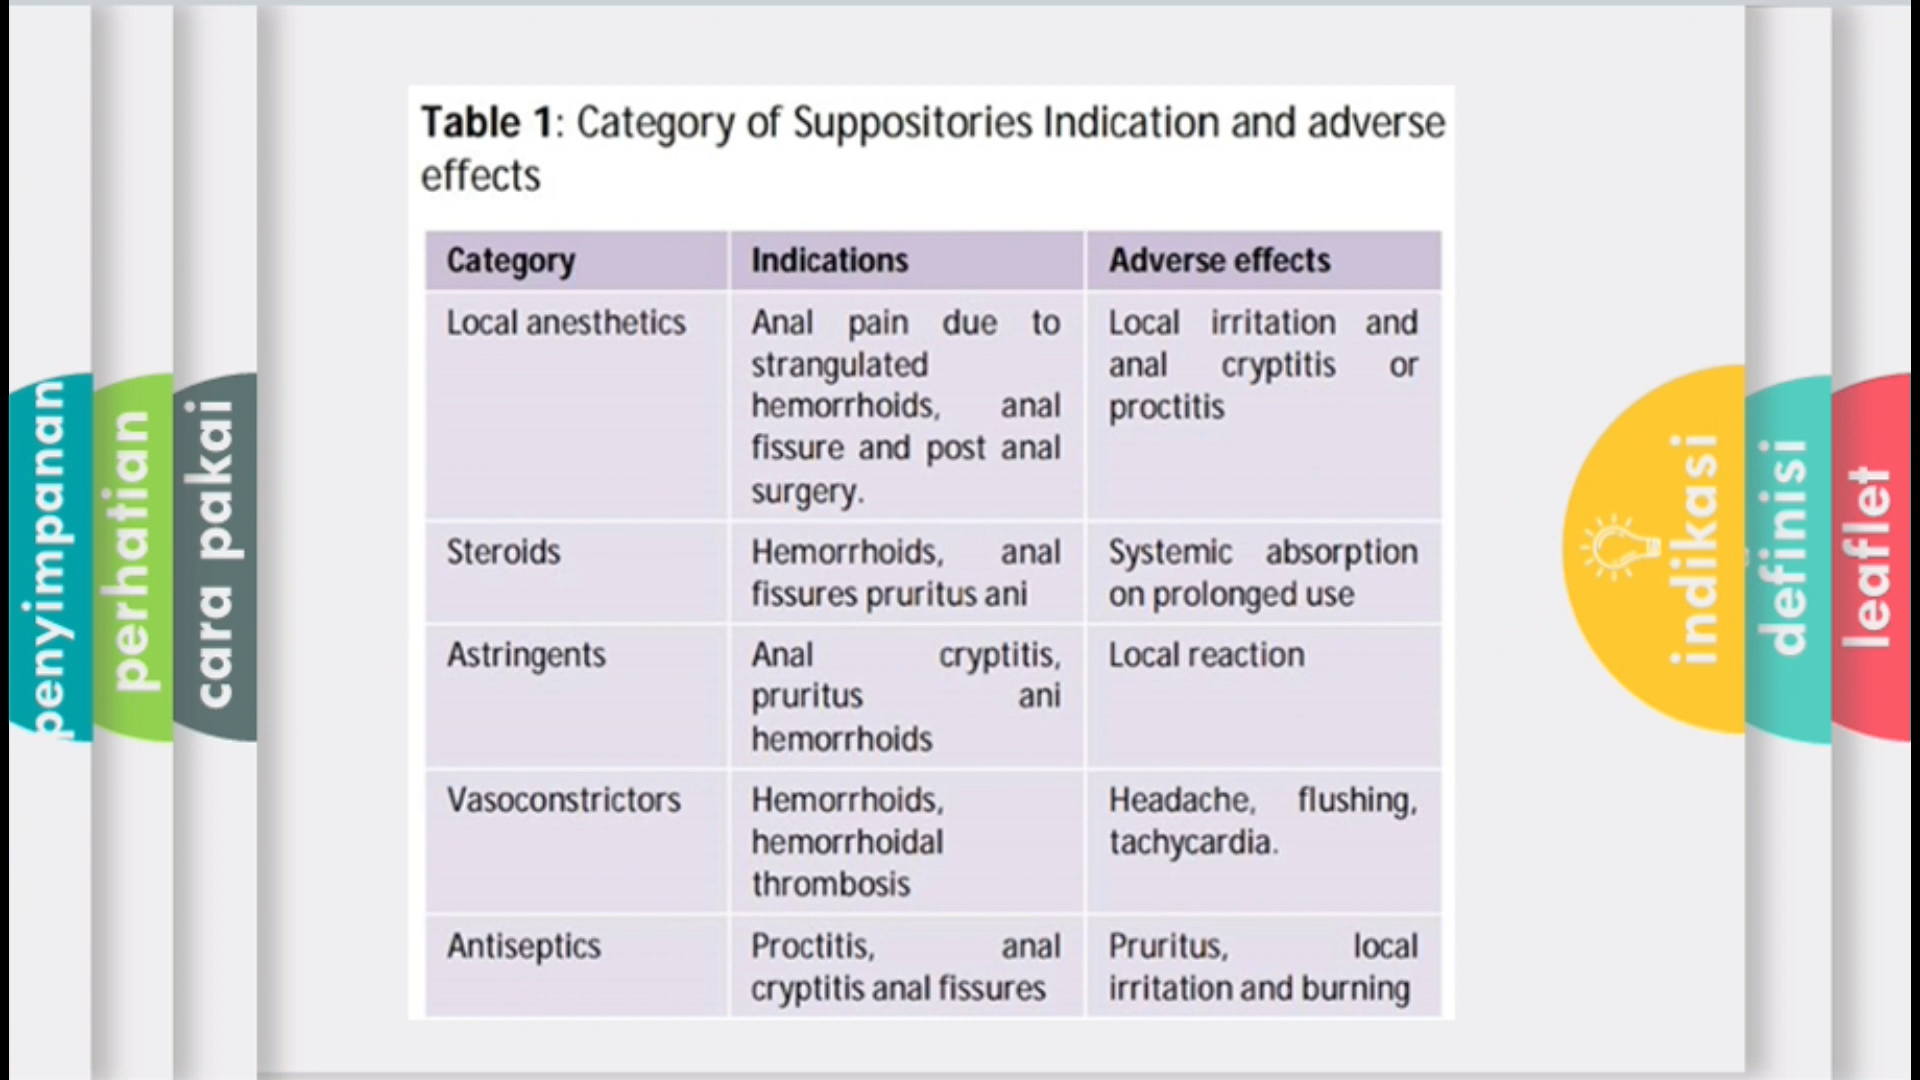 Table 1: Category of Suppositories Indication and adverse
effects
Category
Indications
Adverse effects
Local anesthetics
Anal pain due to
strangulated
hemorrhoids, anal
fissure and post anal
surgery.
Local irritation and
anal cryptitis or
proctitis
Steroids
Hemorrhoids, anal
fissures pruritus ani
Systemic absorption
on prolonged use
Astringents
Anal cryptitis,
pruritus ani
hemorrhoids
Local reaction
Vasoconstrictors
Hemorrhoids,
hemorrhoidal
thrombosis
Headache, flushing,
tachycardia.
Antiseptics
Proctitis, anal
cryptitis anal fissures
Pruritus, local
irritation and burning
penyimpanan
perhatian
cara pakai
indikasi
definisi
leaflet